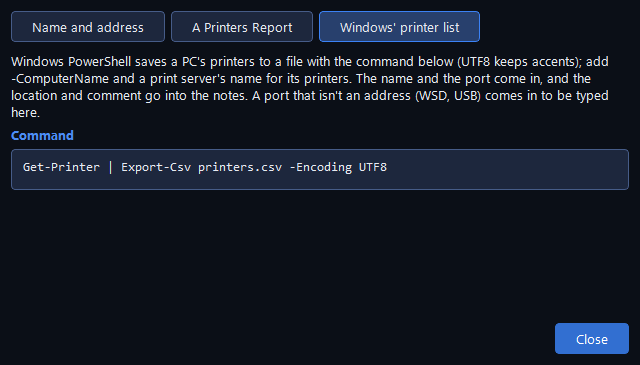 Name and address
A Printers Report
Windows' printer list
Windows PowerShell saves a PC's printers to a file with the command below (UTF8 keeps accents); add
-ComputerName and a print server's name for its printers. The name and the port come in, and the
location and comment go into the notes. A port that isn't an address (WSD, USB) comes in to be typed
here.
Command
Get-Printer | Export-Csv printers.csv -Encoding UTF8
Close